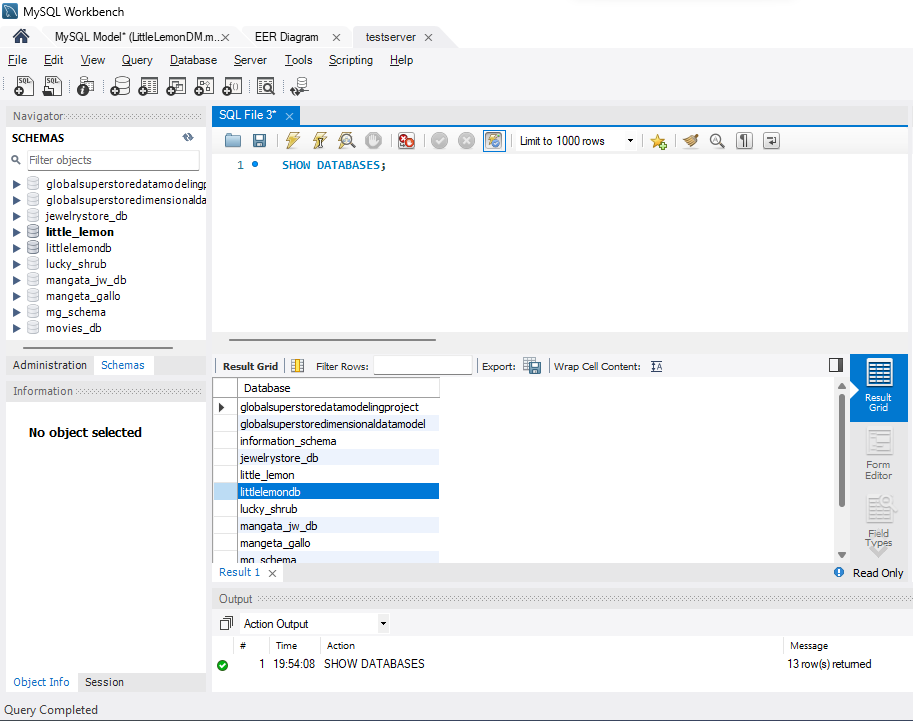 MySQL Workbench
MySQL Model* (LittleLemonDM.m...
EER Diagram
testserver
File Edit View Query Database Server Tools Scripting Help
Navigator
SCHEMAS
Filter objects
globalsuperstoredatamodelingp
globalsuperstoredimensionalda
jewelrystore_db
little_lemon
littlelemondb
lucky_shrub
mangata_jw_db
mangeta_gallo
mg_schema
movies_db
Administration Schemas
Information
No object selected
Object Info Session
SQL File 3*
Limit to 1000 rows
1 SHOW DATABASES;
Result Grid Filter Rows: Export: Wrap Cell Content:
Database
globalsuperstoredatamodelingproject
globalsuperstoredimensionaldatamodel
information_schema
jewelrystore_db
little_lemon
littlelemondb
lucky_shrub
mangata_jw_db
mangeta_gallo
mg_schema
Result
Grid
Form
Editor
Field
Types
Result 1
Read Only
Output
Action Output
# Time Action Message
1 19:54:08 SHOW DATABASES 13 row(s) returned
Query Completed